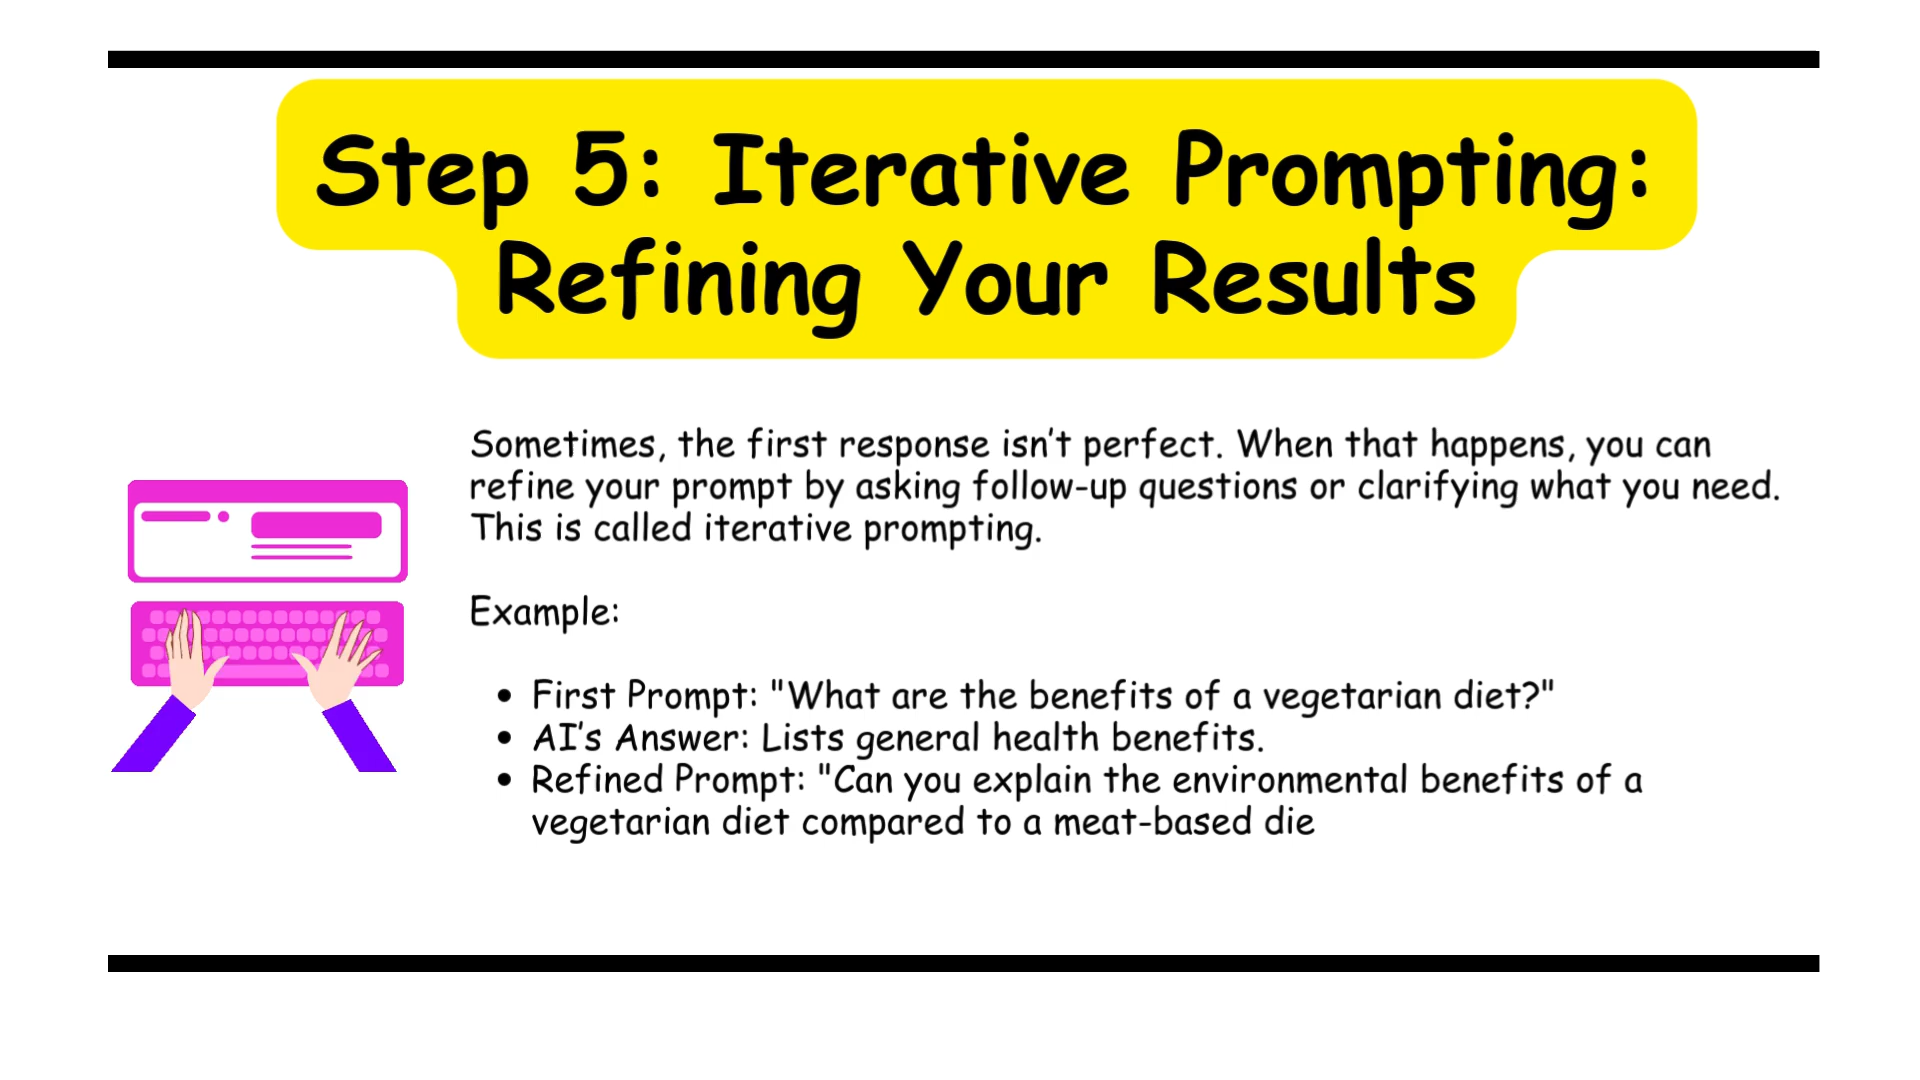 Step 5: Iterative Prompting:
Refining Your Results
Sometimes, the first response isn’t perfect. When that happens, you can
refine your prompt by asking follow-up questions or clarifying what you need.
This is called iterative prompting.
Example:
• First Prompt: "What are the benefits of a vegetarian diet?"
• AI’s Answer: Lists general health benefits.
• Refined Prompt: "Can you explain the environmental benefits of a
vegetarian diet compared to a meat-based die